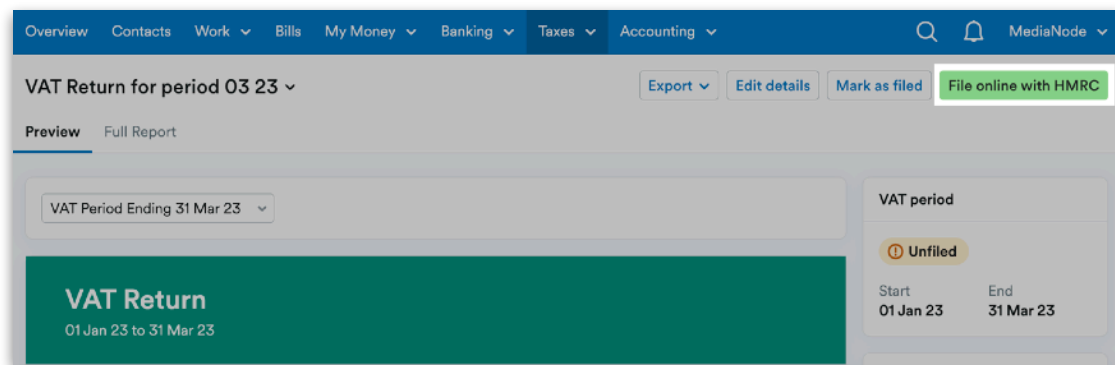 Overview Contacts Work Bills My Money Banking Taxes Accounting MediaNode
VAT Return for period 03 23 Export Edit details Mark as filed File online with HMRC
Preview Full Report
VAT Period Ending 31 Mar 23
VAT period
Unfiled
Start End
01 Jan 23 31 Mar 23
VAT Return
01 Jan 23 to 31 Mar 23